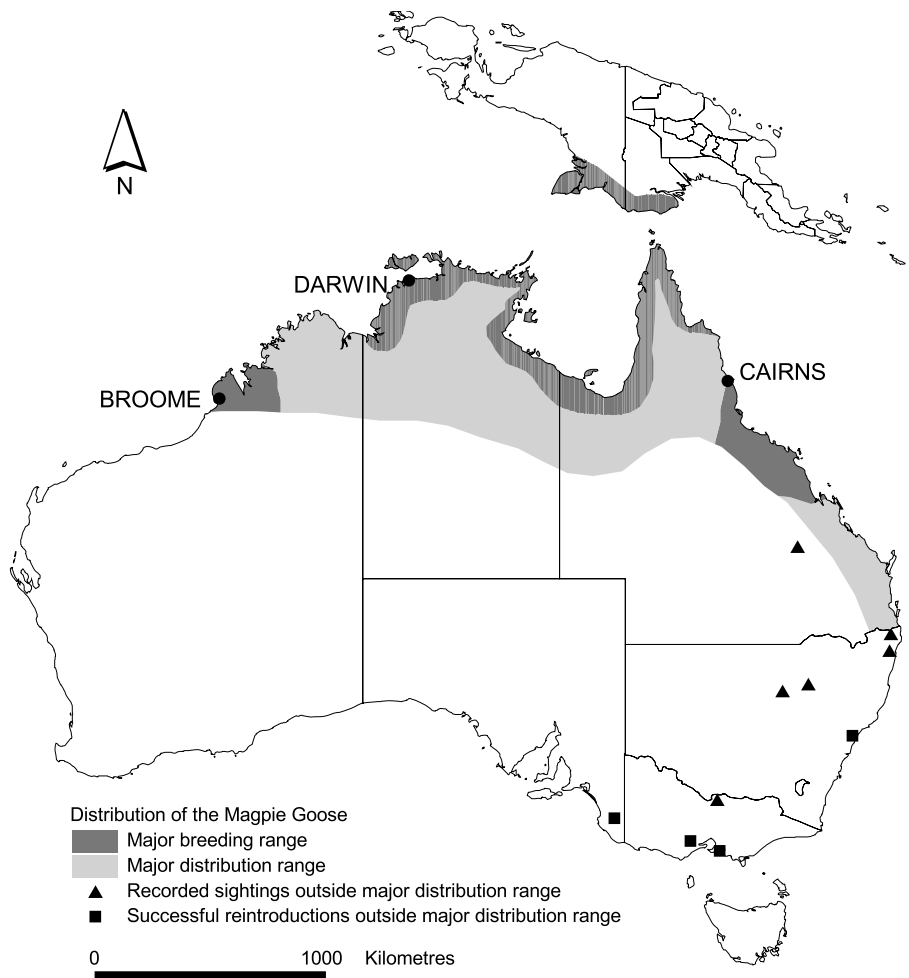 N
DARWIN
BROOME
CAIRNS
Distribution of the Magpie Goose
Major breeding range
Major distribution range
Recorded sightings outside major distribution range
Successful reintroductions outside major distribution range
0 1000 Kilometres